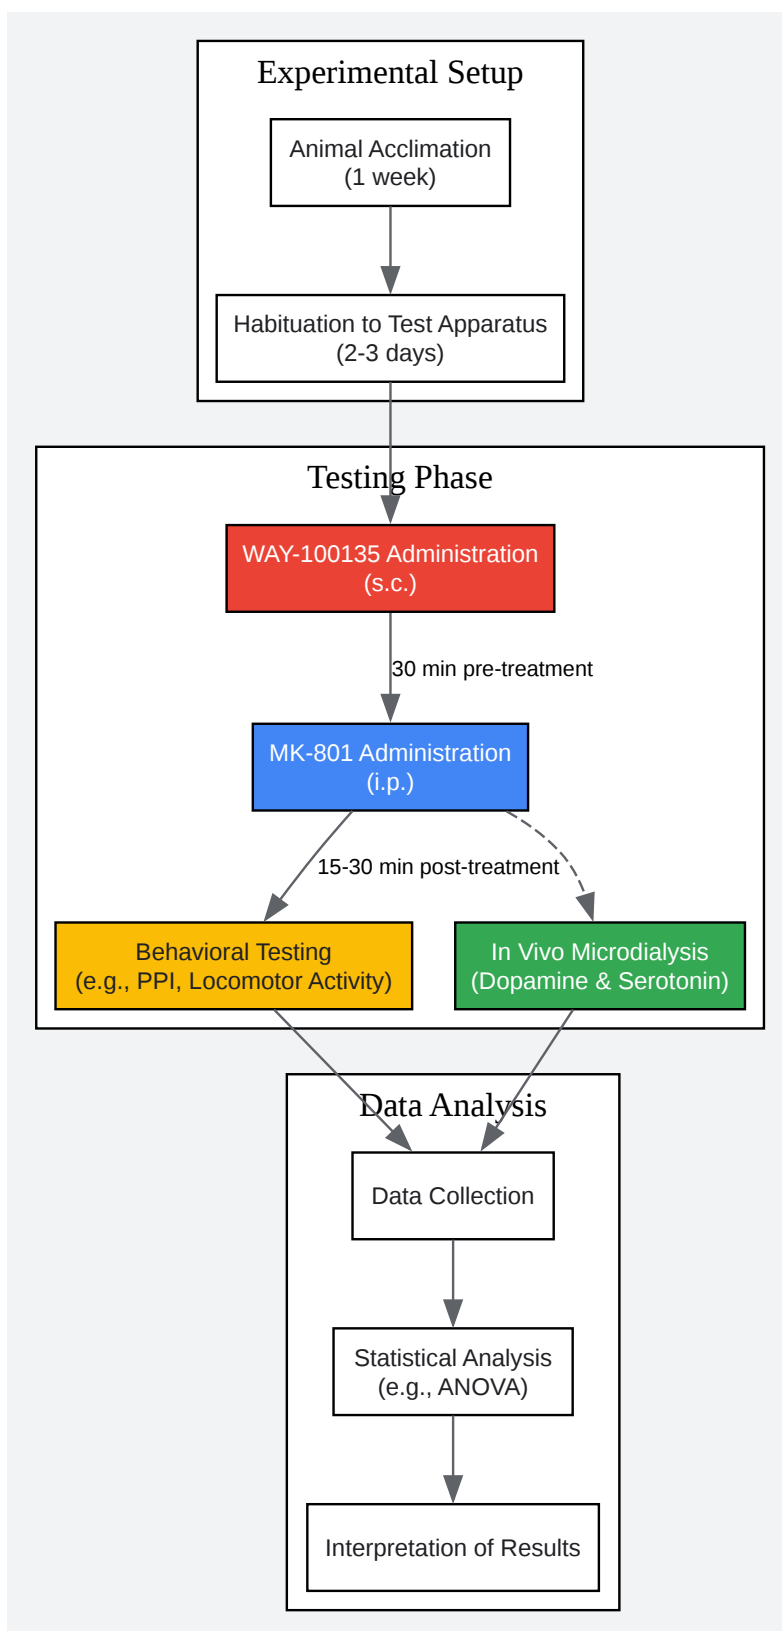 Experimental Setup
Animal Acclimation
(1 week)
Habituation to Test Apparatus
(2-3 days)
Testing Phase
WAY-100135 Administration
(s.c.)
30 min pre-treatment
MK-801 Administration
(i.p.)
15-30 min post-treatment
Behavioral Testing
(e.g., PPI, Locomotor Activity)
In Vivo Microdialysis
(Dopamine & Serotonin)
Data Analysis
Data Collection
Statistical Analysis
(e.g., ANOVA)
Interpretation of Results